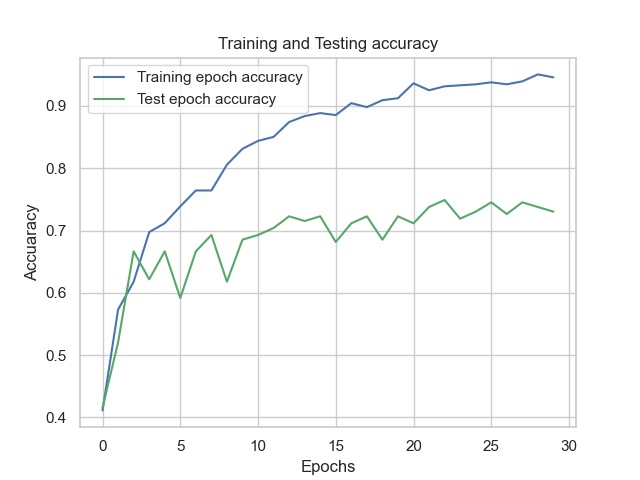 Training and Testing accuracy
Training epoch accuracy
Test epoch accuracy
0.9
0.8
0.7
0.6
0.5
0.4
Accuaracy
0 5 10 15 20 25 30
Epochs